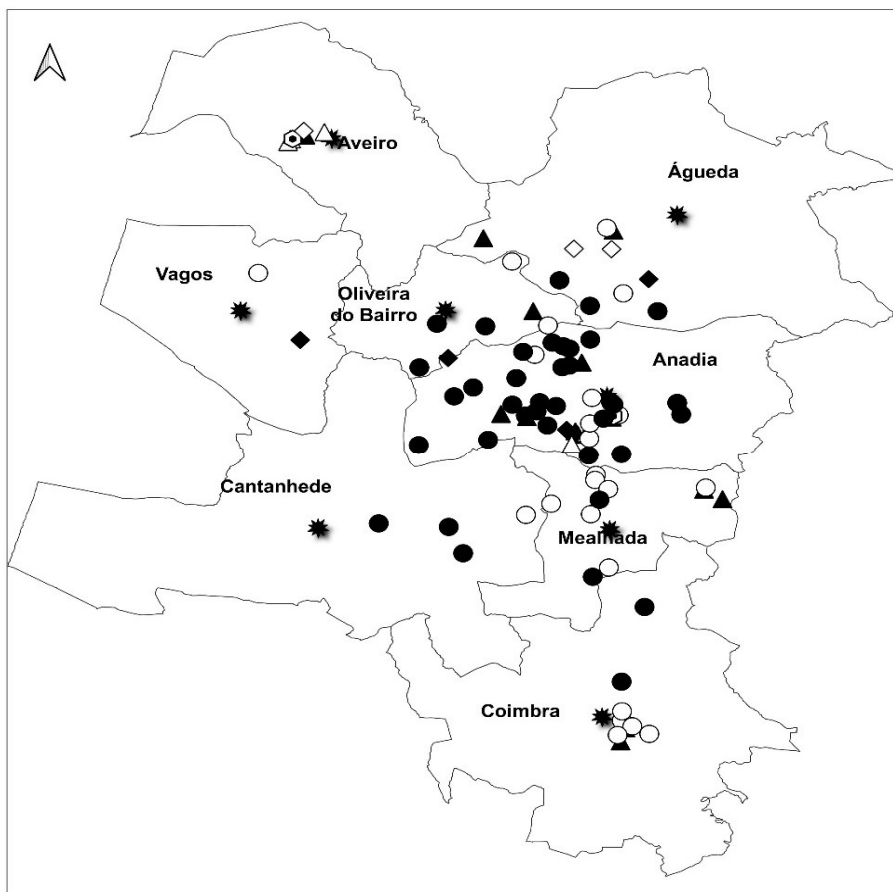 Aveiro
Águeda
Vagos
Oliveira
do Bairro
Anadia
Cantanhede
Mealhada
Coimbra